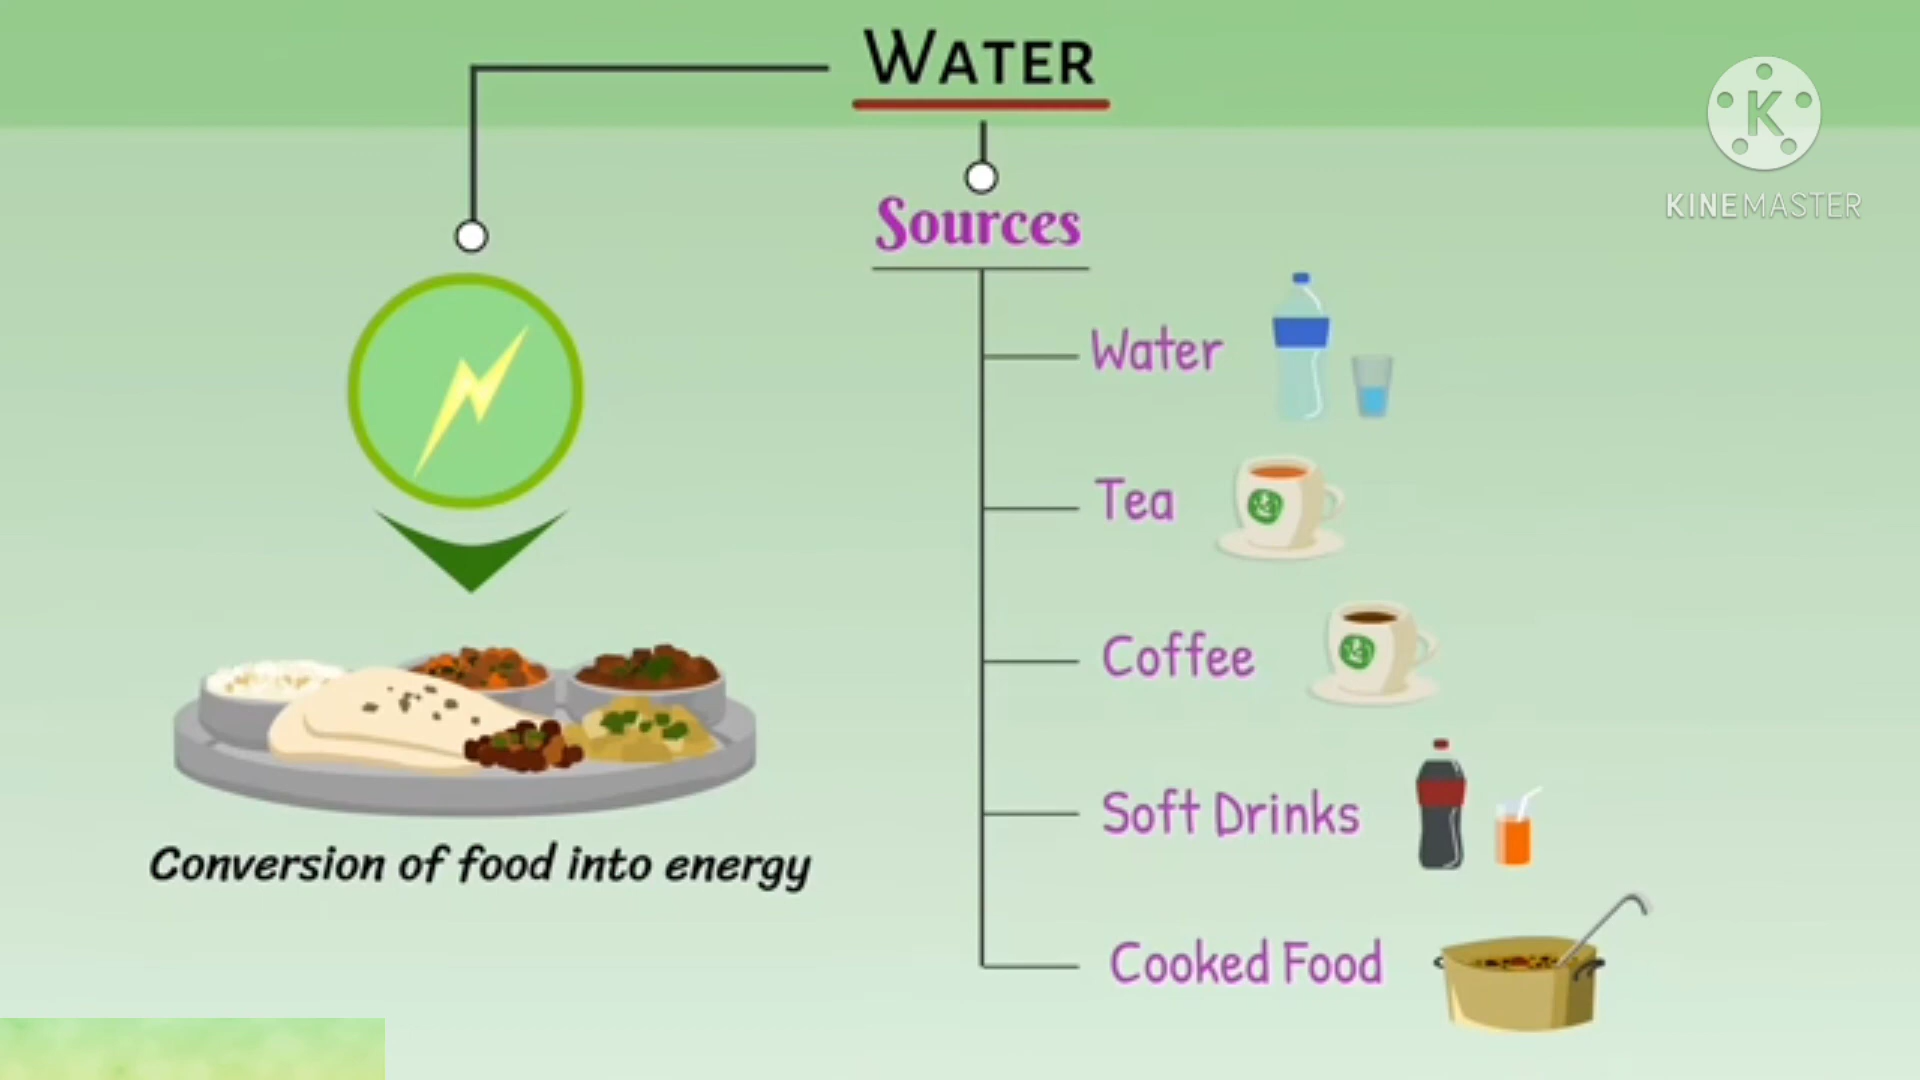 WATER
K
KINEMASTER
Sources
Water
Tea
Coffee
Soft Drinks
Cooked Food
Conversion of food into energy